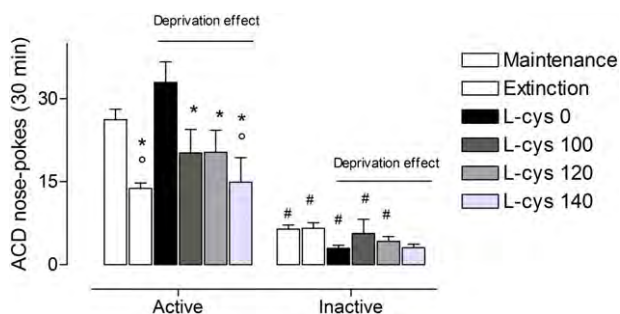 Deprivation effect
ACD nose-pokes (30 min)
30
15
0
*
°
*
*
*
°
Deprivation effect
#
#
#
#
#
Active
Inactive
Maintenance
Extinction
L-cys 0
L-cys 100
L-cys 120
L-cys 140